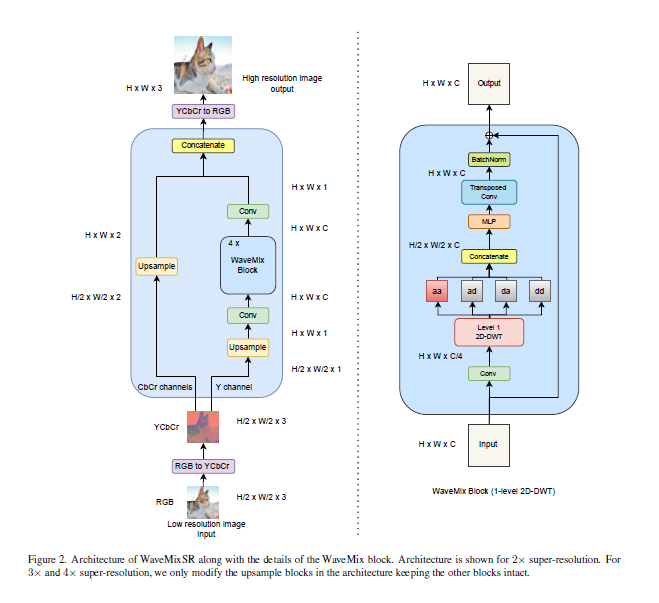 H x W x 3
High resolution image
output
YCbCr to RGB
Concatenate
H x W x 1
Conv
H x W x C
H x W x 2
4 x
WaveMix
Block
Upsample
H/2 x W/2 x 2
H x W x C
Conv
H x W x 1
Upsample
H/2 x W/2 x 1
CbCr channels
Y channel
YCbCr
H/2 x W/2 x 3
RGB to YCbCr
RGB
H/2 x W/2 x 3
Low resolution image
input
H x W x C
Output
BatchNorm
H x W x C
Transposed
Conv
MLP
H/2 x W/2 x C
Concatenate
aa
ad
da
dd
Level 1
2D-DWT
H x W x C/4
Conv
H x W x C
Input
WaveMix Block (1-level 2D-DWT)
Figure 2. Architecture of WaveMixSR along with the details of the WaveMix block. Architecture is shown for 2× super-resolution. For
3× and 4× super-resolution, we only modify the upsample blocks in the architecture keeping the other blocks intact.